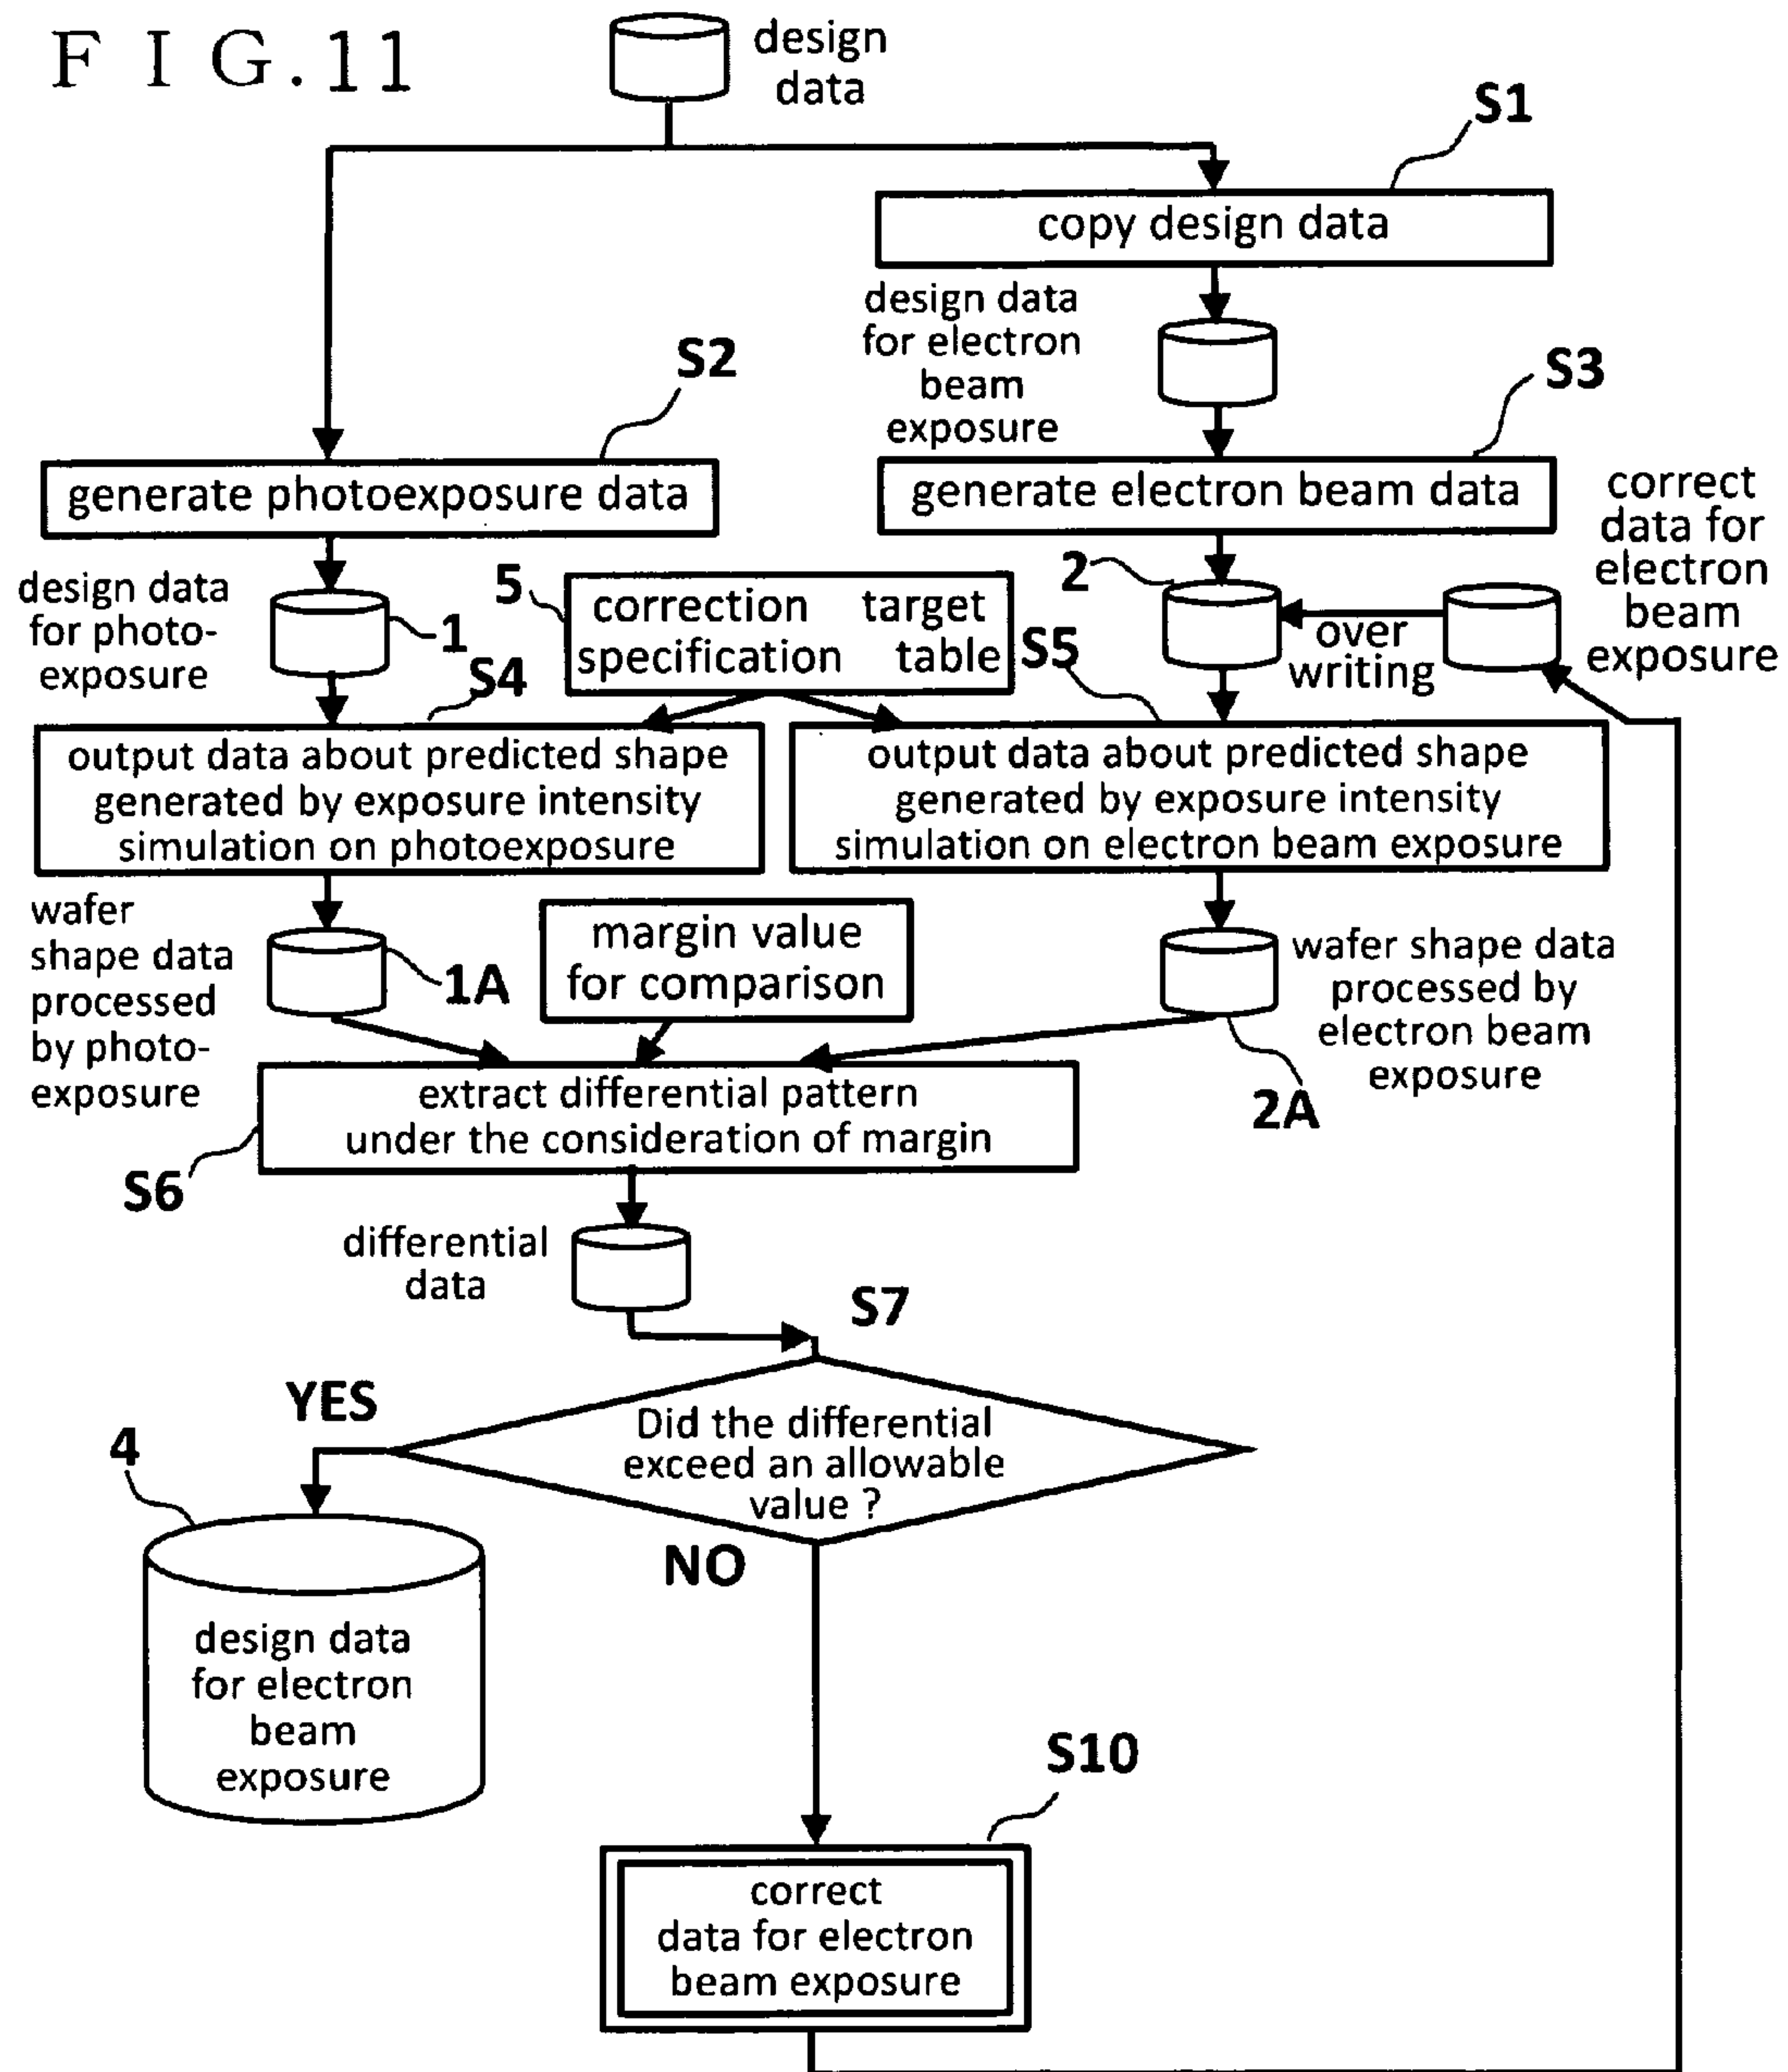 F I G.11
design
data
S1
copy design data
design data
for electron
beam
exposure
S2
S3
generate photoexposure data
generate electron beam data
correct
data for
electron
beam
exposure
design data
for photo-
exposure
1
5
correction target
specification table
2
over
writing
S4
S5
output data about predicted shape
generated by exposure intensity
simulation on photoexposure
output data about predicted shape
generated by exposure intensity
simulation on electron beam exposure
wafer
shape data
processed
by photo-
exposure
1A
margin value
for comparison
wafer shape data
processed by
electron beam
exposure
2A
extract differential pattern
under the consideration of margin
S6
differential
data
S7
YES
Did the differential
exceed an allowable
value ?
4
NO
design data
for electron
beam
exposure
S10
correct
data for electron
beam exposure